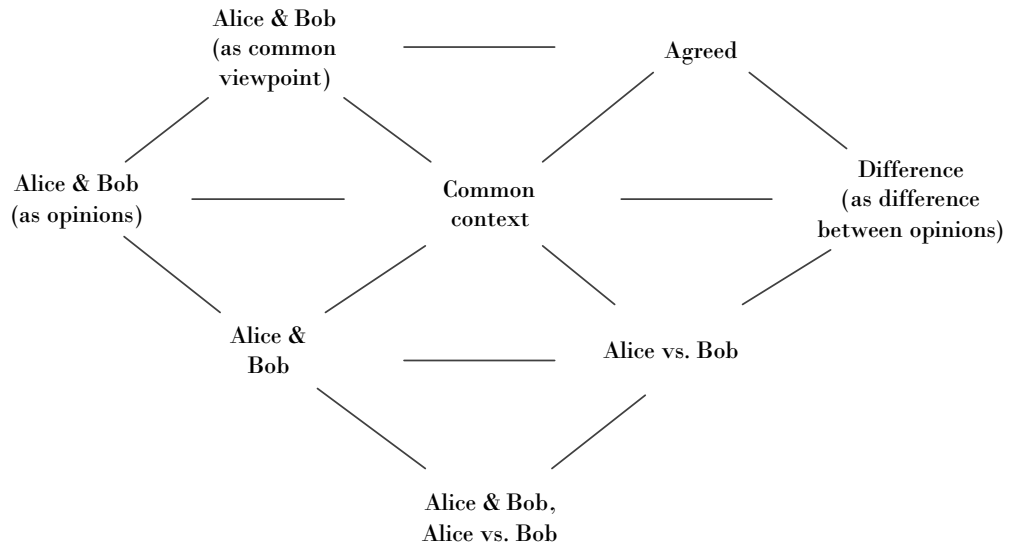 Alice & Bob
(as common
viewpoint)
Agreed
Alice & Bob
(as opinions)
Common
context
Difference
(as difference
between opinions)
Alice &
Bob
Alice vs. Bob
Alice & Bob,
Alice vs. Bob